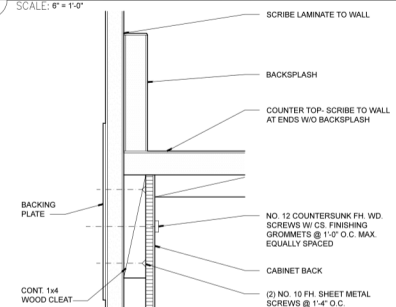 SCALE: 6" = 1'-0"
SCRIBE LAMINATE TO WALL
BACKSPLASH
COUNTER TOP- SCRIBE TO WALL
AT ENDS W/O BACKSPLASH
BACKING
PLATE
NO. 12 COUNTERSUNK FH. WD.
SCREWS W/ CS. FINISHING
GROMMETS @ 1'-0" O.C. MAX.
EQUALLY SPACED
CABINET BACK
CONT. 1x4
WOOD CLEAT
(2) NO. 10 FH. SHEET METAL
SCREWS @ 1'-4" O.C.